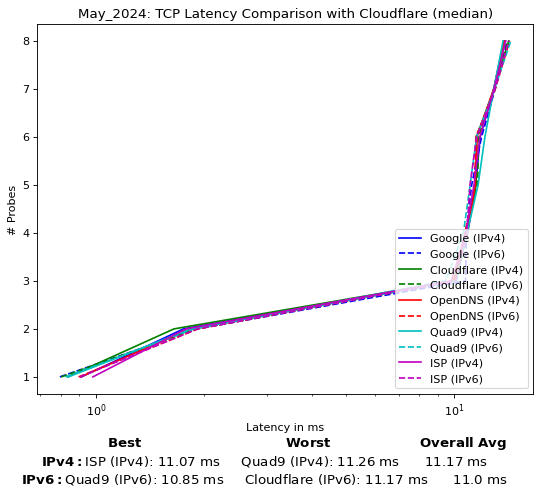 May_2024: TCP Latency Comparison with Cloudflare (median)
8
7
6
5
4
3
2
1
# Probes
Google (IPv4)
Google (IPv6)
Cloudflare (IPv4)
Cloudflare (IPv6)
OpenDNS (IPv4)
OpenDNS (IPv6)
Quad9 (IPv4)
Quad9 (IPv6)
ISP (IPv4)
ISP (IPv6)
10⁰ 10¹
Latency in ms
Best Worst Overall Avg
IPv4: ISP (IPv4): 11.07 ms Quad9 (IPv4): 11.26 ms 11.17 ms
IPv6: Quad9 (IPv6): 10.85 ms Cloudflare (IPv6): 11.17 ms 11.0 ms